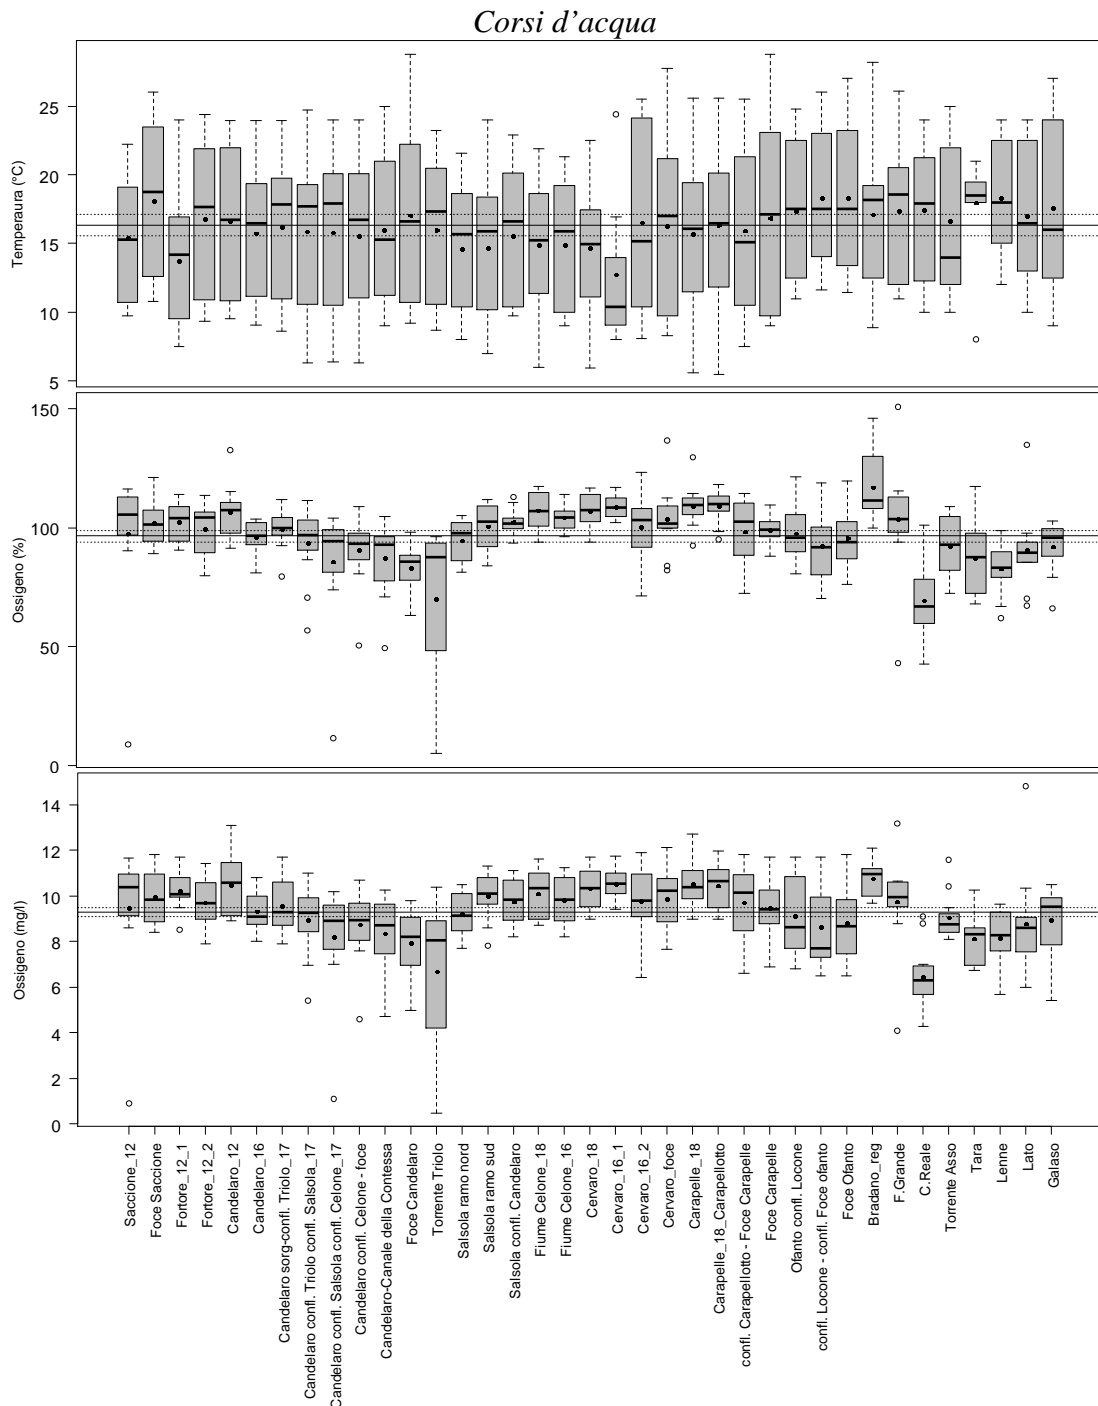 Corsi d'acqua
Temperaura (°C)
25
20
15
10
5
Ossigeno (%)
150
100
50
0
Ossigeno (mg/l)
14
12
10
8
6
4
2
0
Saccione_12
Foce Saccione
Fortore_12_1
Fortore_12_2
Candelaro_12
Candelaro_16
Candelaro sorg-confl. Triolo_17
Candelaro confl. Triolo confl. Salsola_17
Candelaro confl. Salsola confl. Celone_17
Candelaro confl. Celone - foce
Candelaro-Canale della Contessa
Foce Candelaro
Torrente Triolo
Salsola ramo nord
Salsola ramo sud
Salsola confl. Candelaro
Fiume Celone_18
Fiume Celone_16
Cervaro_18
Cervaro_16_1
Cervaro_16_2
Cervaro_foce
Carapelle_18
Carapelle_18_Carapellotto
confl. Carapellotto - Foce Carapelle
Foce Carapelle
Ofanto confl. Locone
confl. Locone - confl. Foce ofanto
Foce Ofanto
Bradano_reg
F.Grande
C.Reale
Torrente Asso
Tara
Lenne
Lato
Galaso